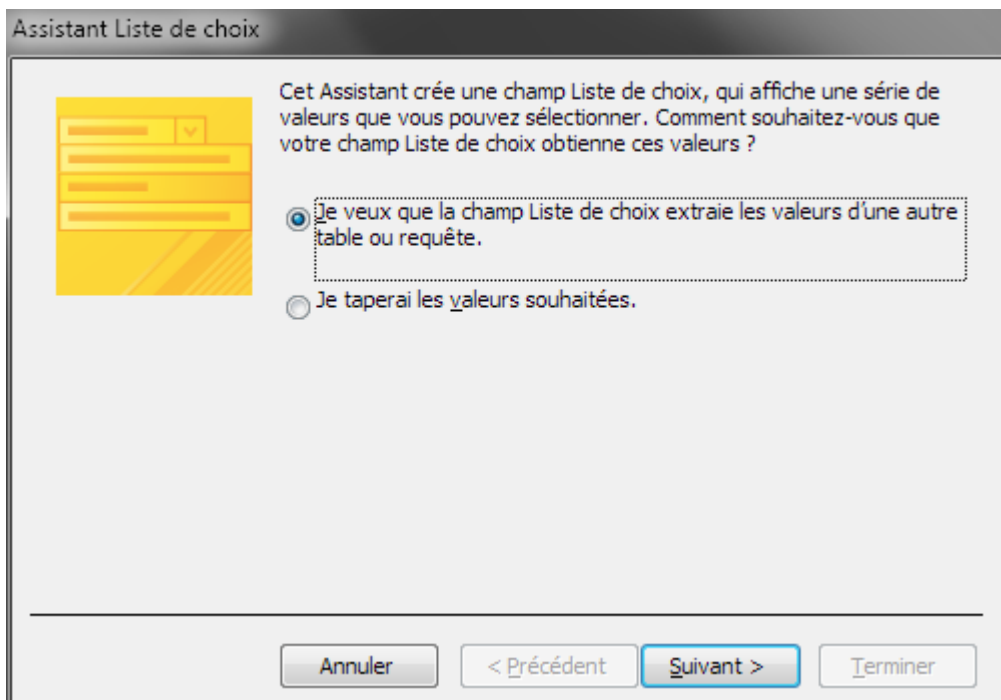 Assistant Liste de choix
Cet Assistant crée une champ Liste de choix, qui affiche une série de
valeurs que vous pouvez sélectionner. Comment souhaitez-vous que
votre champ Liste de choix obtienne ces valeurs ?
Je veux que la champ Liste de choix extraie les valeurs d'une autre
table ou requête.
Je taperai les valeurs souhaitées.
Annuler
< Précédent
Suivant >
Terminer